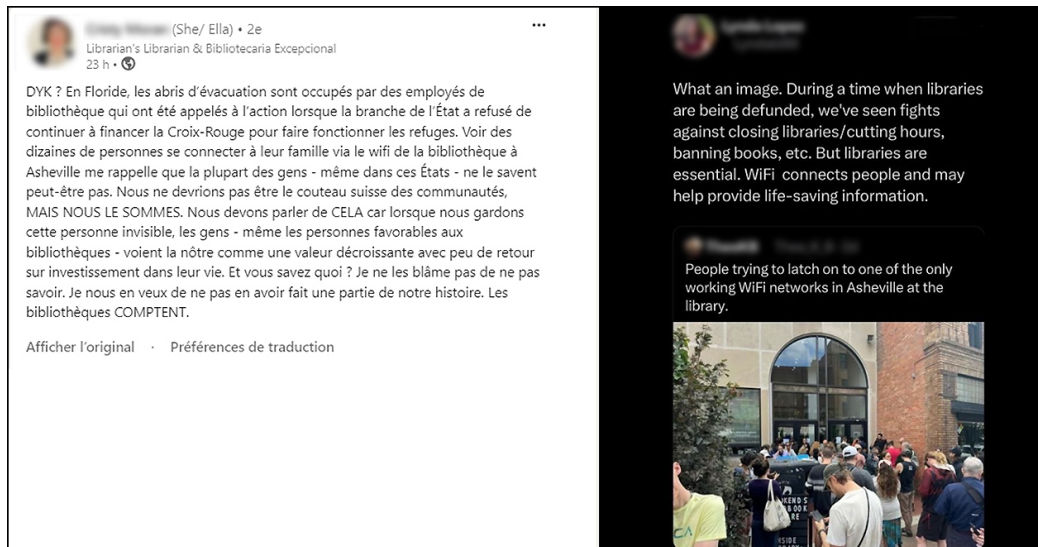 (She/ Ella) • 2e
Librarian's Librarian & Bibliotecaria Excepcional
23 h •
DYK ? En Floride, les abris d'évacuation sont occupés par des employés de
bibliothèque qui ont été appelés à l'action lorsque la branche de l'État a refusé de
continuer à financer la Croix-Rouge pour faire fonctionner les refuges. Voir des
dizaines de personnes se connecter à leur famille via le wifi de la bibliothèque à
Asheville me rappelle que la plupart des gens - même dans ces États - ne le savent
peut-être pas. Nous ne devrions pas être le couteau suisse des communautés,
MAIS NOUS LE SOMMES. Nous devons parler de CELA car lorsque nous gardons
cette personne invisible, les gens - même les personnes favorables aux
bibliothèques - voient la nôtre comme une valeur décroissante avec peu de retour
sur investissement dans leur vie. Et vous savez quoi ? Je ne les blâme pas de ne pas
savoir. Je nous en veux de ne pas en avoir fait une partie de notre histoire. Les
bibliothèques COMPTENT.
Afficher l'original · Préférences de traduction
What an image. During a time when libraries
are being defunded, we've seen fights
against closing libraries/cutting hours,
banning books, etc. But libraries are
essential. WiFi connects people and may
help provide life-saving information.
People trying to latch on to one of the only
working WiFi networks in Asheville at the
library.